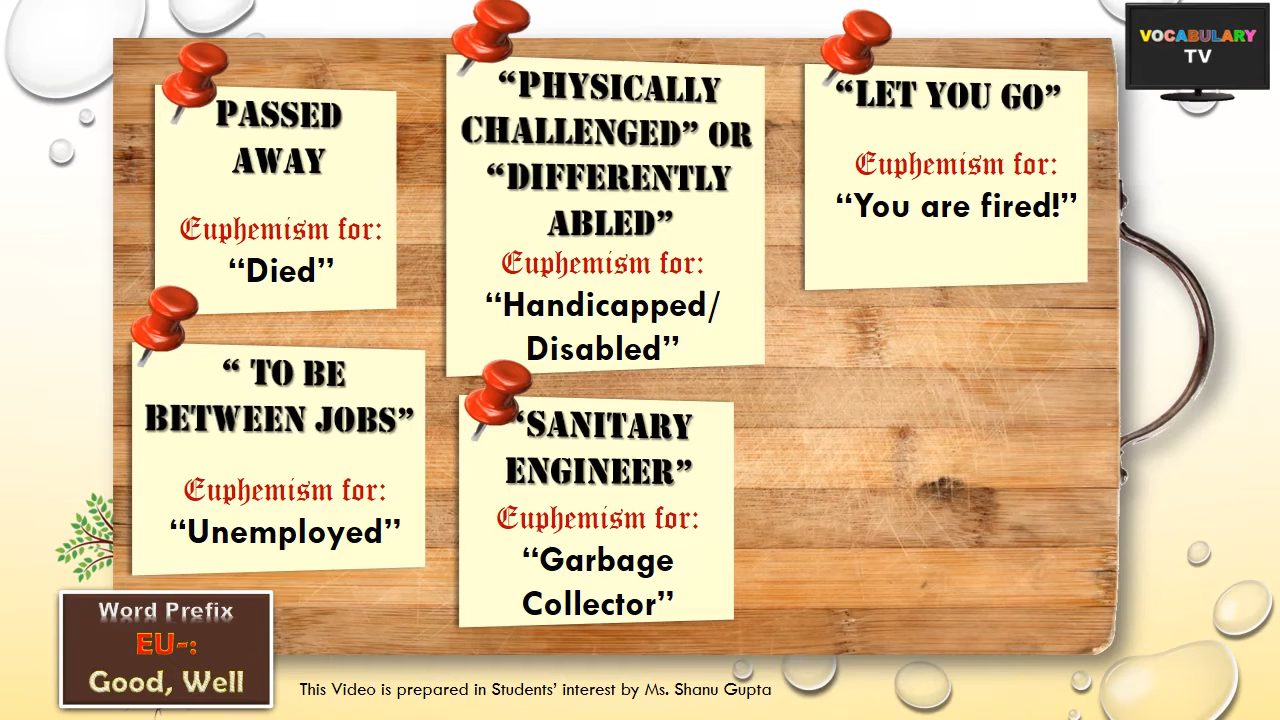 VOCABULARY
TV
PASSED
AWAY
Euphemism for:
“Died”
“PHYSICALLY
CHALLENGED” OR
“DIFFERENTLY
ABLED”
Euphemism for:
“Handicapped/
Disabled”
“LET YOU GO”
Euphemism for:
“You are fired!”
“ TO BE
BETWEEN JOBS”
Euphemism for:
“Unemployed”
“SANITARY
ENGINEER”
Euphemism for:
“Garbage
Collector”
Word Prefix
EU-:
Good, Well
This Video is prepared in Students’ interest by Ms. Shanu Gupta